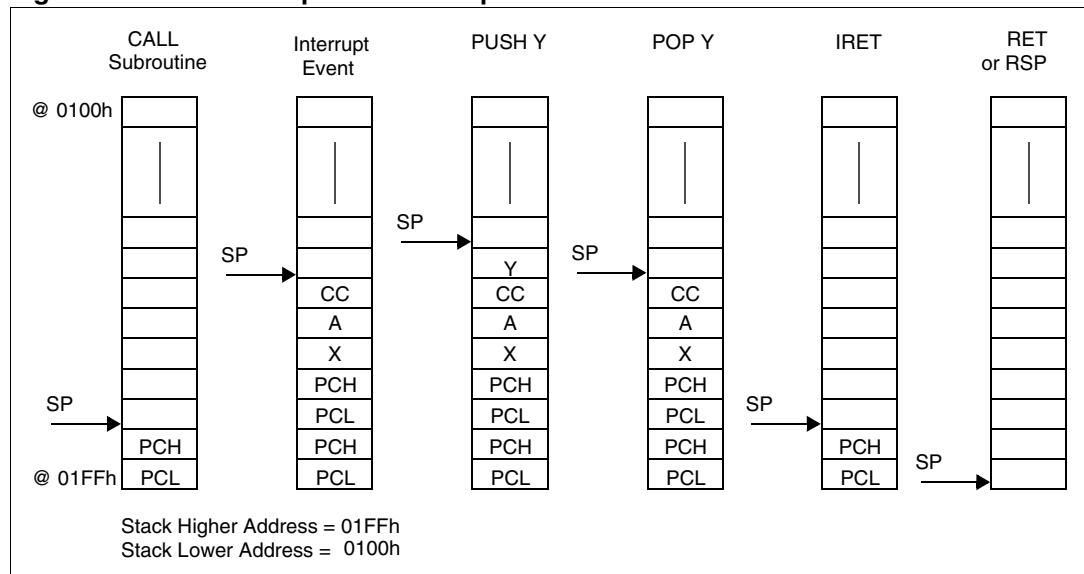 CALL
Subroutine
Interrupt
Event
PUSH Y
POP Y
IRET
RET
or RSP
@ 0100h
SP
SP
SP
Y
CC
CC
CC
A
A
A
X
X
X
PCH
PCH
PCH
SP
PCL
PCL
PCL
SP
PCH
PCH
PCH
PCH
PCH
@ 01FFh
PCL
PCL
PCL
PCL
PCL
SP
Stack Higher Address = 01FFh
Stack Lower Address = 0100h